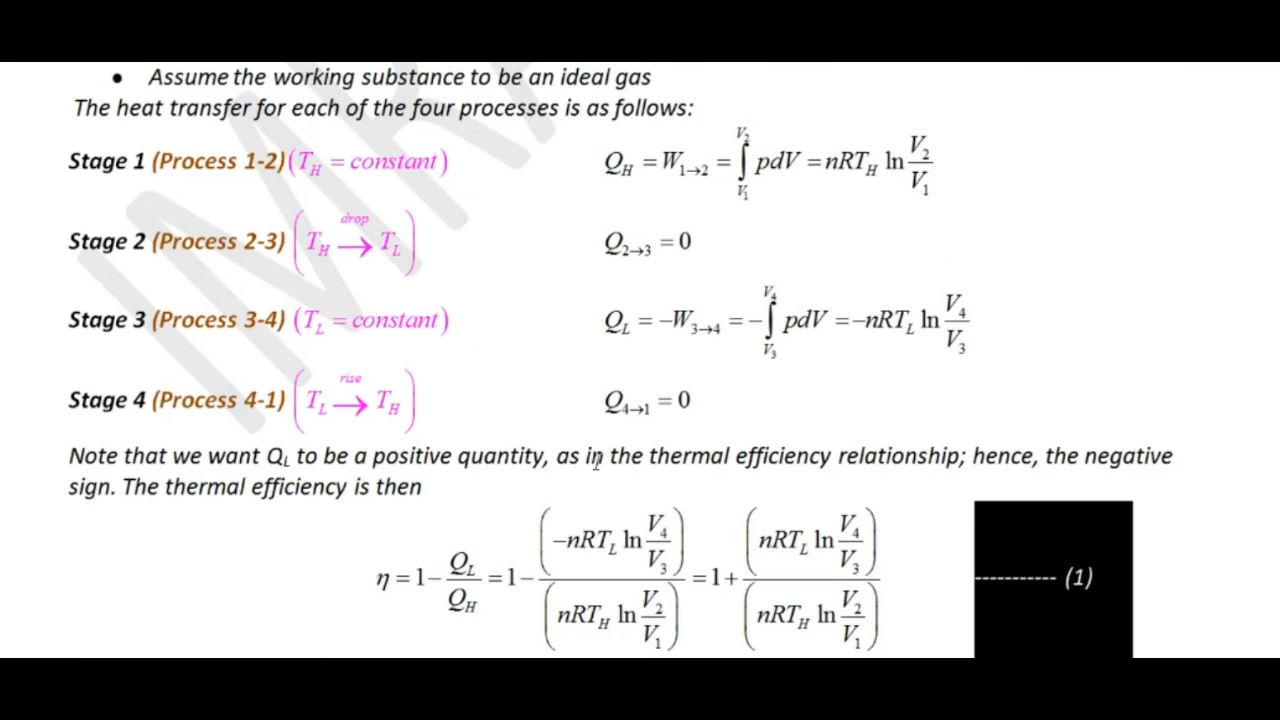 • Assume the working substance to be an ideal gas
The heat transfer for each of the four processes is as follows:
Stage 1 (Process 1-2) (T_H = constant) Q_H = W_{1→2} = ∫_{V_1}^{V_2} pdV = nRT_H ln V_2/V_1
Stage 2 (Process 2-3) (T_H →^{drop} T_L) Q_{2→3} = 0
Stage 3 (Process 3-4) (T_L = constant) Q_L = −W_{3→4} = −∫_{V_3}^{V_4} pdV = −nRT_L ln V_4/V_3
Stage 4 (Process 4-1) (T_L →^{rise} T_H) Q_{4→1} = 0
Note that we want Q_L to be a positive quantity, as in the thermal efficiency relationship; hence, the negative
sign. The thermal efficiency is then
η = 1 − Q_L/Q_H = 1 − (−nRT_L ln V_4/V_3)/(nRT_H ln V_2/V_1) = 1 + (nRT_L ln V_4/V_3)/(nRT_H ln V_2/V_1) ----------- (1)